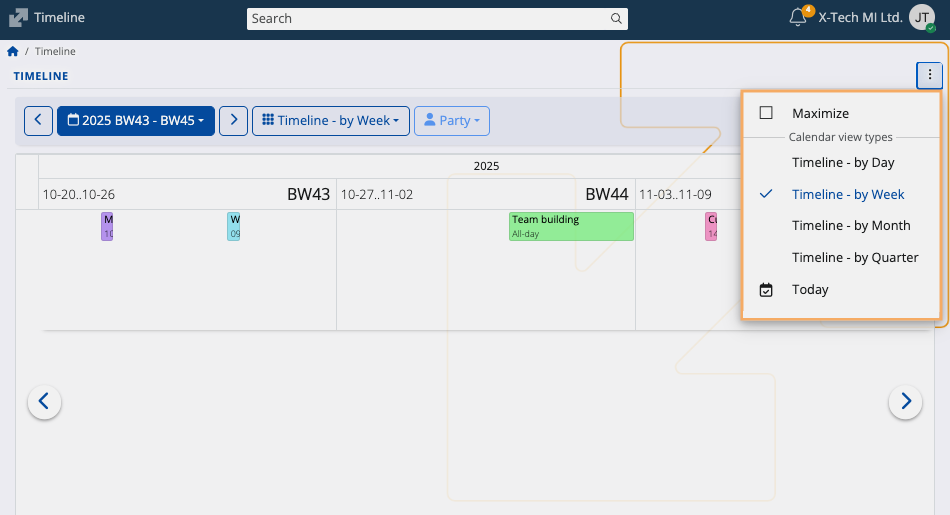 Timeline
Search
4
X-Tech MI Ltd.
JT
/ Timeline
TIMELINE
2025 BW43 - BW45
Timeline - by Week
Party
Maximize
Calendar view types
Timeline - by Day
Timeline - by Week
Timeline - by Month
Timeline - by Quarter
Today
2025
10-20..10-26 BW43
10-27..11-02 BW44
11-03..11-09
M
10
W
09
Team building
All-day
14